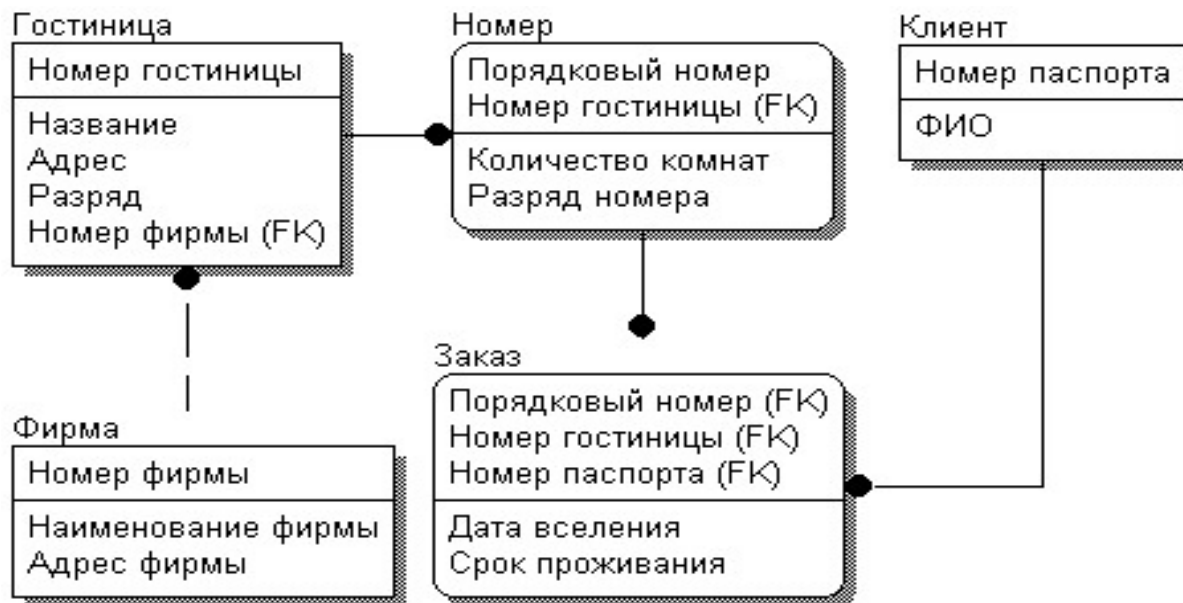 Гостиница
Номер гостиницы
Название
Адрес
Разряд
Номер фирмы (FK)
Номер
Порядковый номер
Номер гостиницы (FK)
Количество комнат
Разряд номера
Клиент
Номер паспорта
ФИО
Фирма
Номер фирмы
Наименование фирмы
Адрес фирмы
Заказ
Порядковый номер (FK)
Номер гостиницы (FK)
Номер паспорта (FK)
Дата вселения
Срок проживания